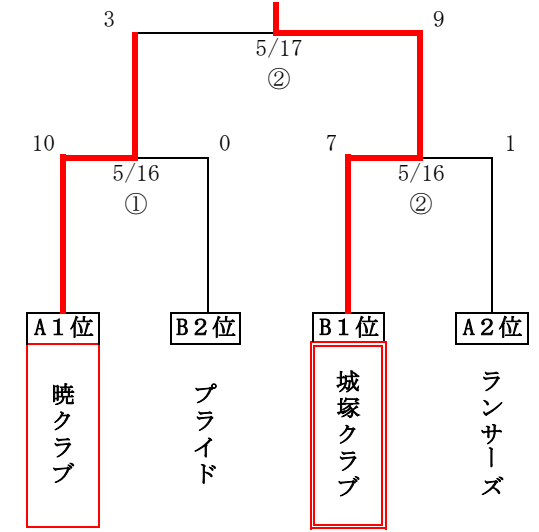 3 9
5/17
②
10 0 7 1
5/16 5/16
① ②
A1位 B2位 B1位 A2位
暁クラブ
プライド
城塚クラブ
ランサーズ